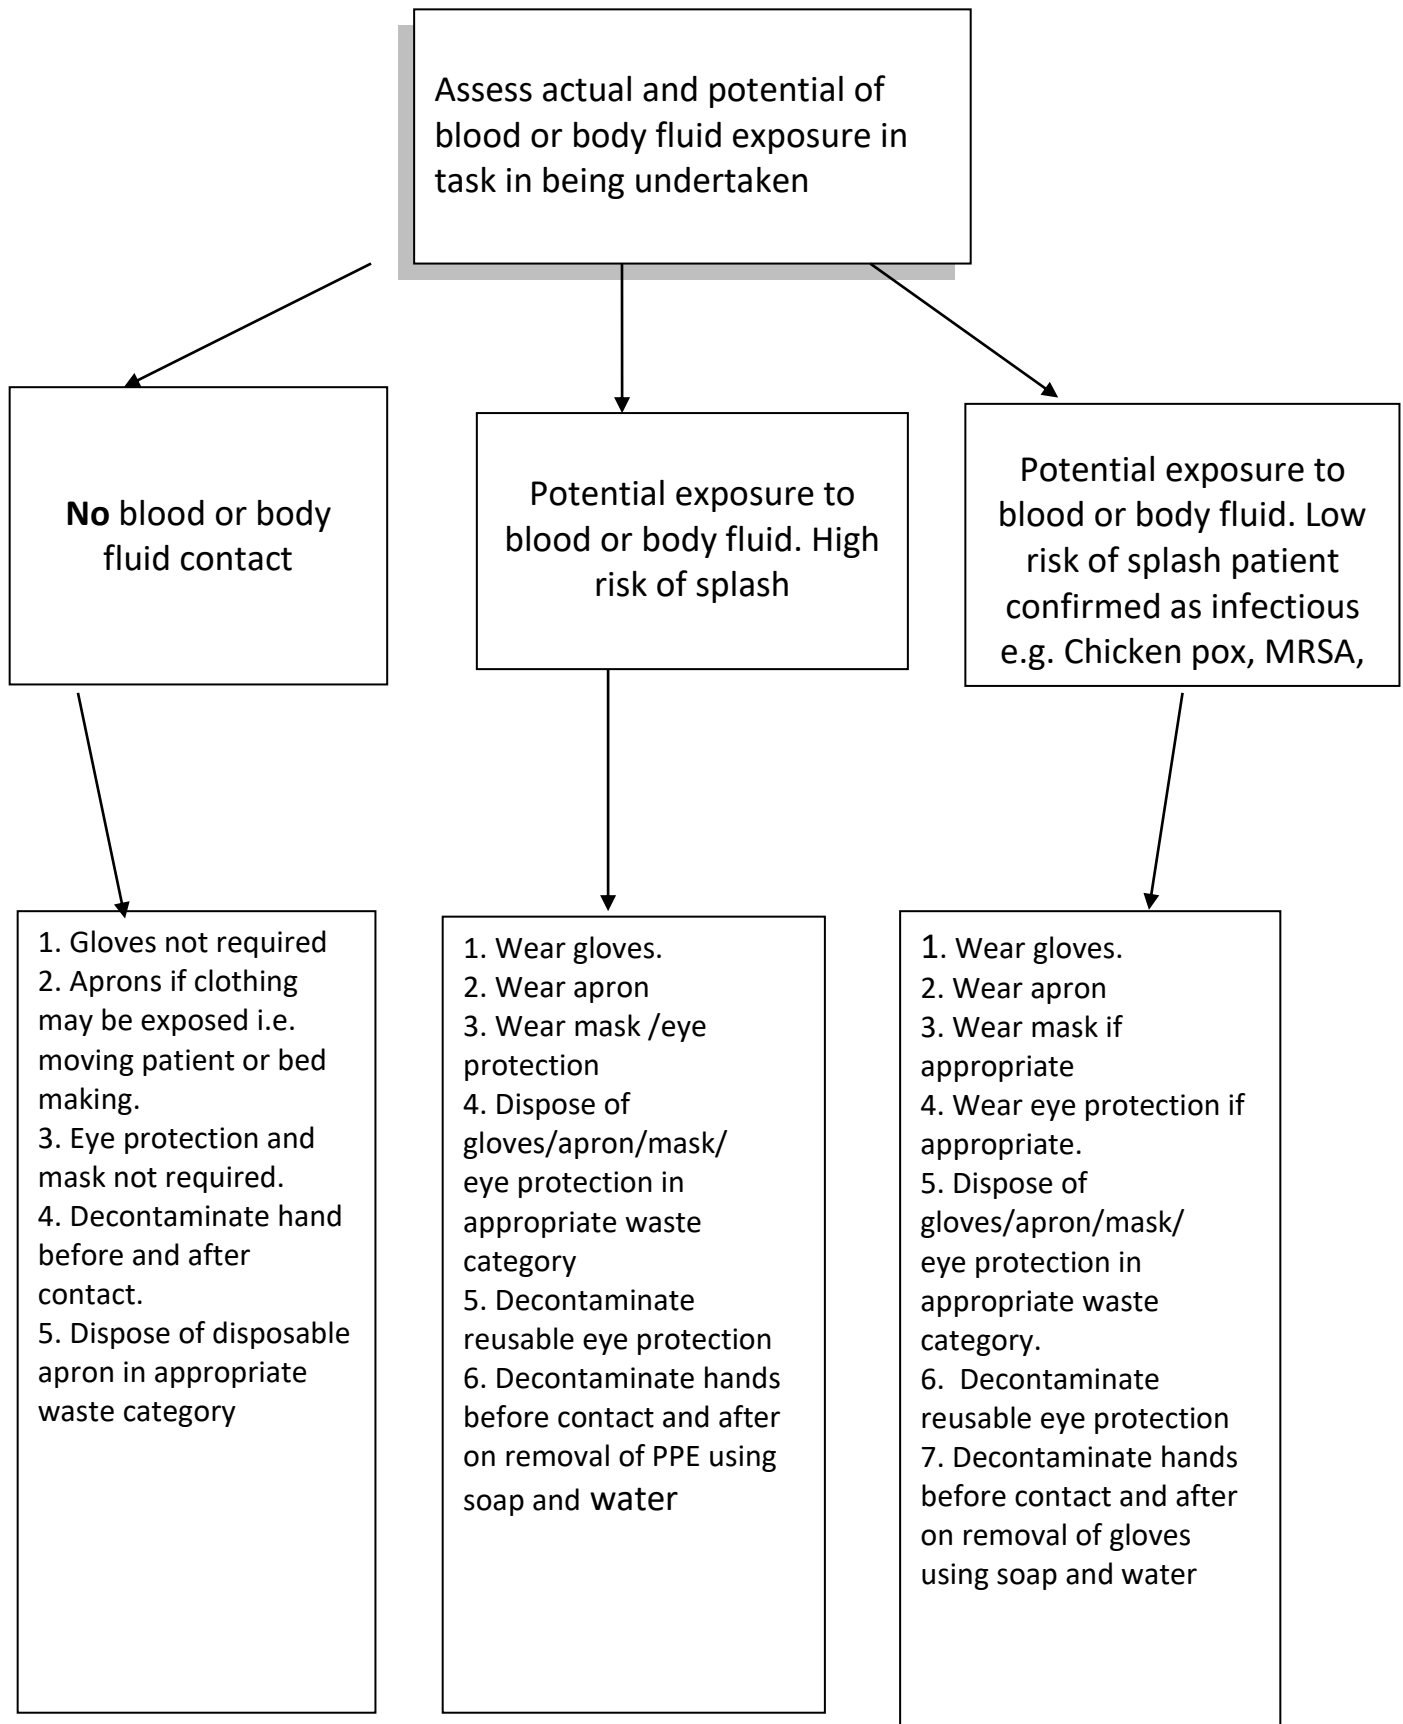 Assess actual and potential of
blood or body fluid exposure in
task in being undertaken
No blood or body
fluid contact
Potential exposure to
blood or body fluid. High
risk of splash
Potential exposure to
blood or body fluid. Low
risk of splash patient
confirmed as infectious
e.g. Chicken pox, MRSA,
1. Gloves not required
2. Aprons if clothing
may be exposed i.e.
moving patient or bed
making.
3. Eye protection and
mask not required.
4. Decontaminate hand
before and after
contact.
5. Dispose of disposable
apron in appropriate
waste category
1. Wear gloves.
2. Wear apron
3. Wear mask /eye
protection
4. Dispose of
gloves/apron/mask/
eye protection in
appropriate waste
category
5. Decontaminate
reusable eye protection
6. Decontaminate hands
before contact and after
on removal of PPE using
soap and water
1. Wear gloves.
2. Wear apron
3. Wear mask if
appropriate
4. Wear eye protection if
appropriate.
5. Dispose of
gloves/apron/mask/
eye protection in
appropriate waste
category.
6.  Decontaminate
reusable eye protection
7. Decontaminate hands
before contact and after
on removal of gloves
using soap and water